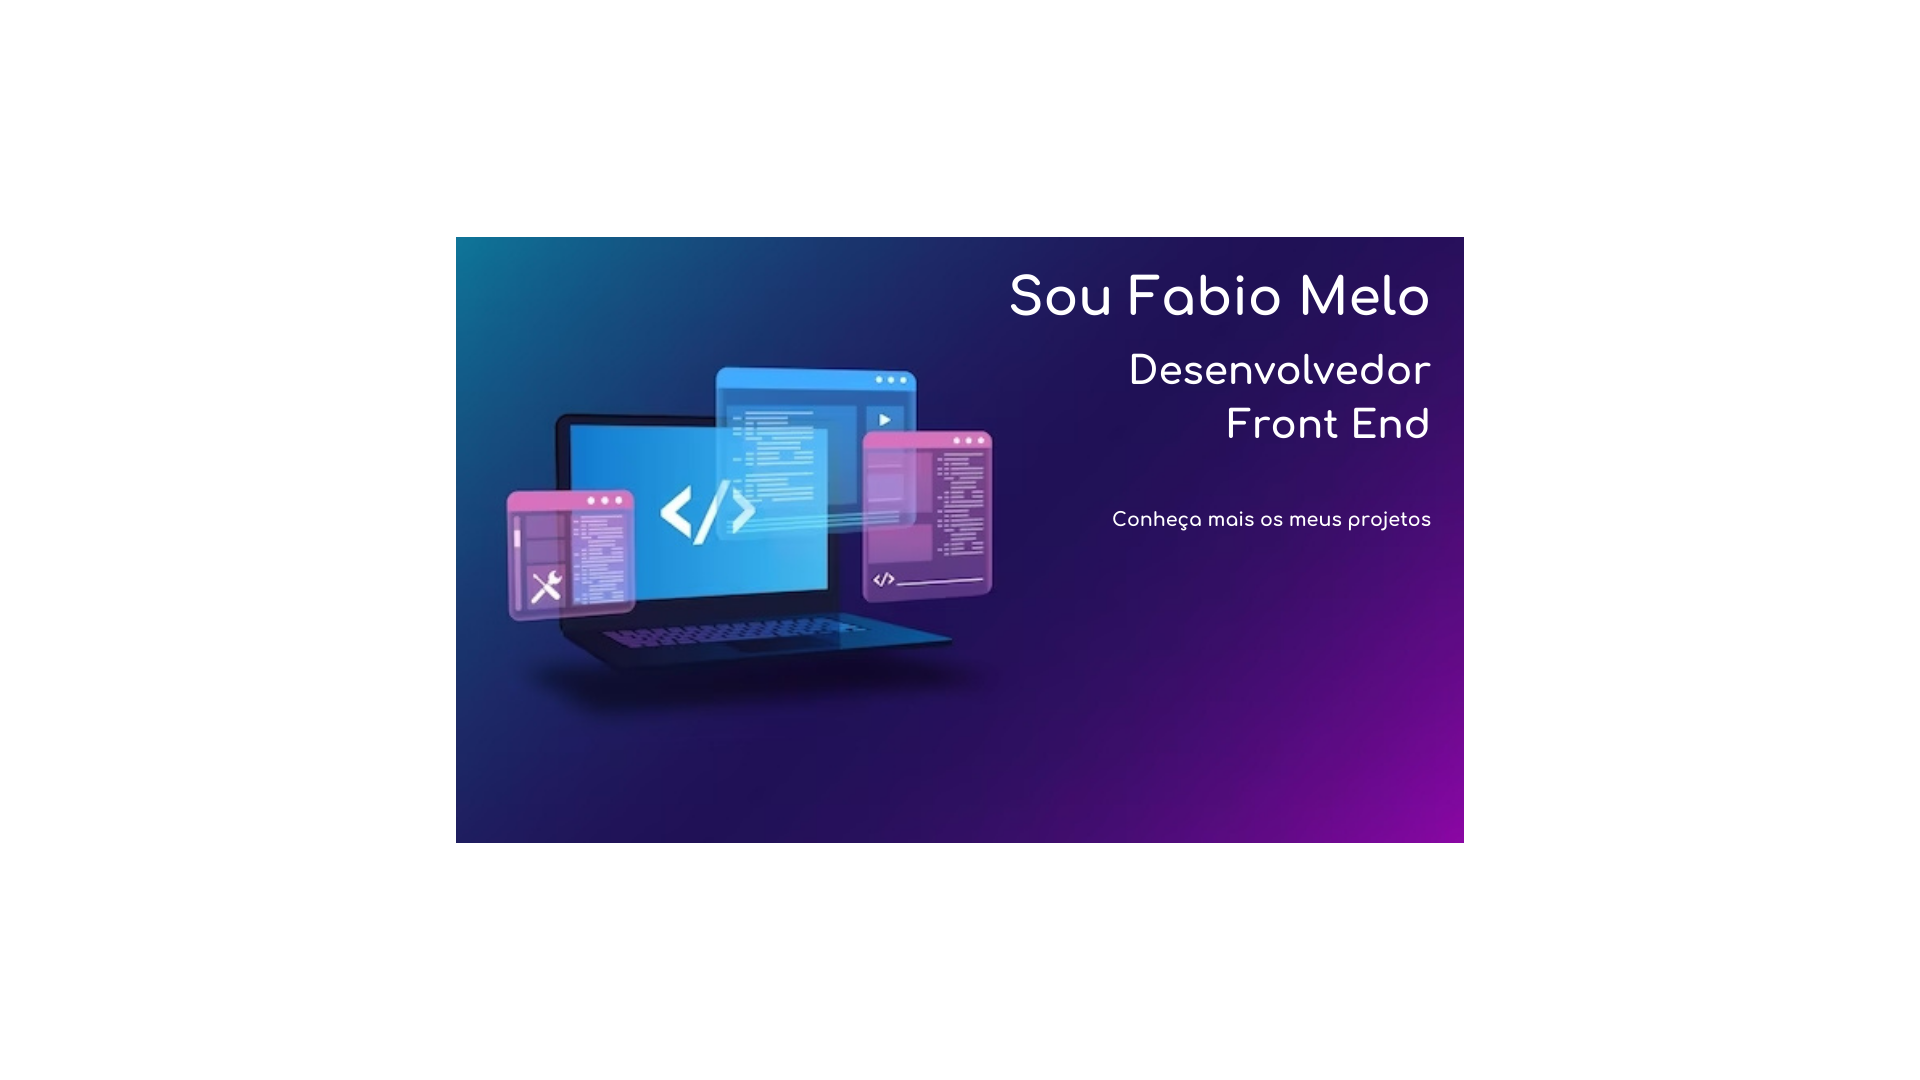 Sou Fabio Melo
Desenvolvedor
Front End
Conheça mais os meus projetos
</>
</>